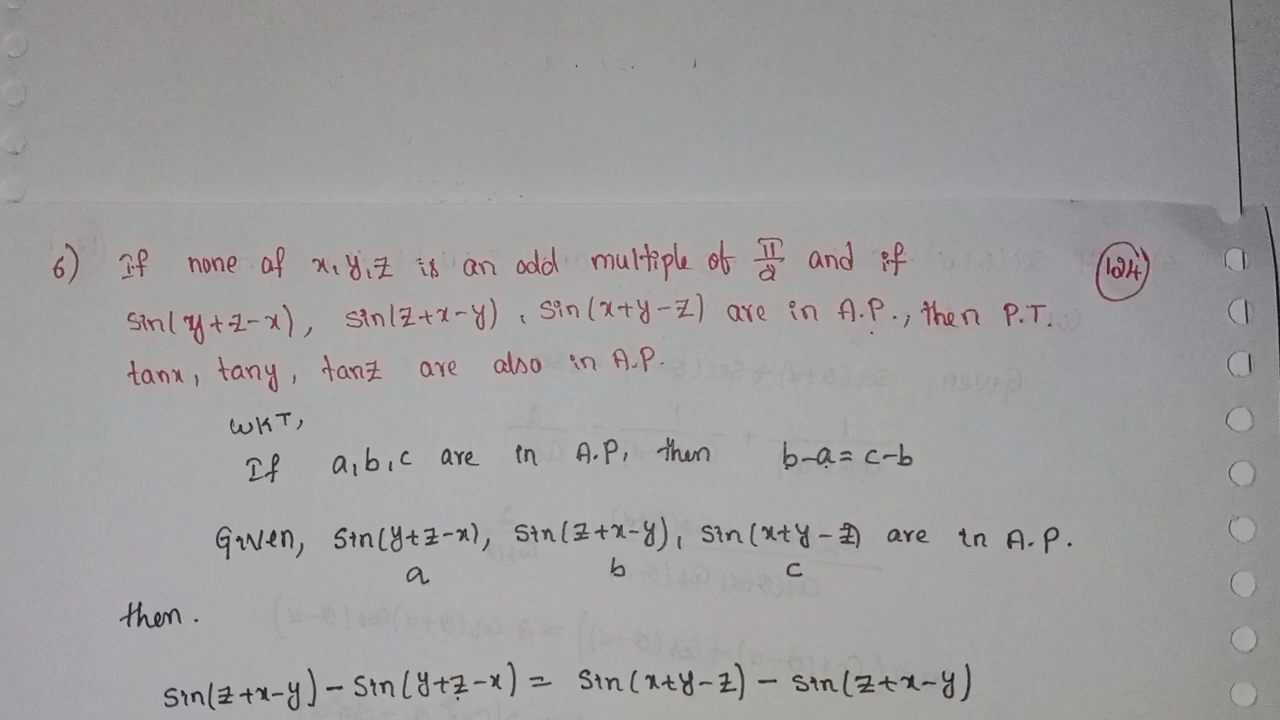 6) If none of x, y, z is an odd multiple of π/2 and if
(124)
sin(y+z-x), sin(z+x-y), sin(x+y-z) are in A.P., then P.T.
tanx, tany, tanz are also in A.P.
WKT,
If a, b, c are in A.P, then b-a = c-b
Given, sin(y+z-x), sin(z+x-y), sin(x+y-z) are in A.P.
a b c
then.
sin(z+x-y) - sin(y+z-x) = sin(x+y-z) - sin(z+x-y)